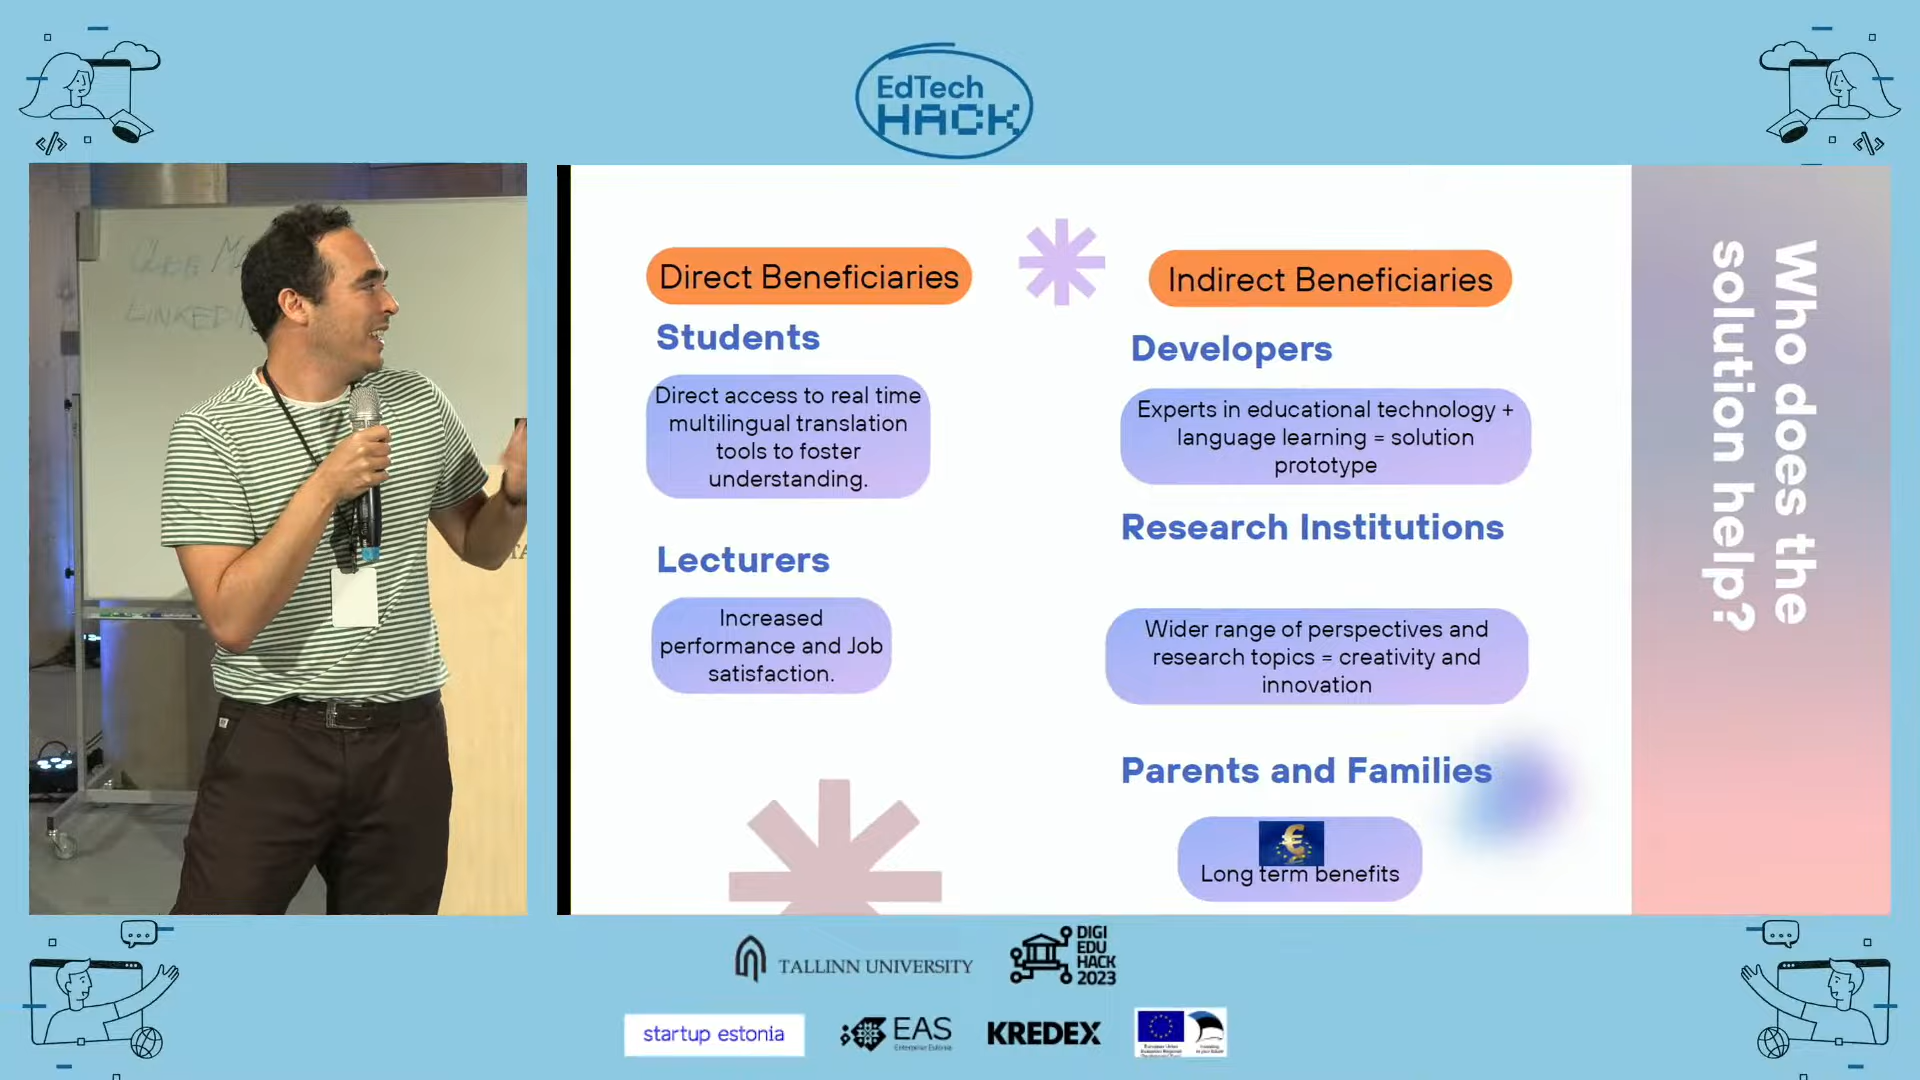 EdTech
HACK
LINKEDIN
Direct Beneficiaries
Students
Direct access to real time
multilingual translation
tools to foster
understanding.
Lecturers
Increased
performance and Job
satisfaction.
Indirect Beneficiaries
Developers
Experts in educational technology +
language learning = solution
prototype
Research Institutions
Wider range of perspectives and
research topics = creativity and
innovation
Parents and Families
€
Long term benefits
Who does the
solution help?
TALLINN UNIVERSITY
DIGI
EDU
HACK
2023
startup estonia
EAS
Enterprise Estonia
KREDEX